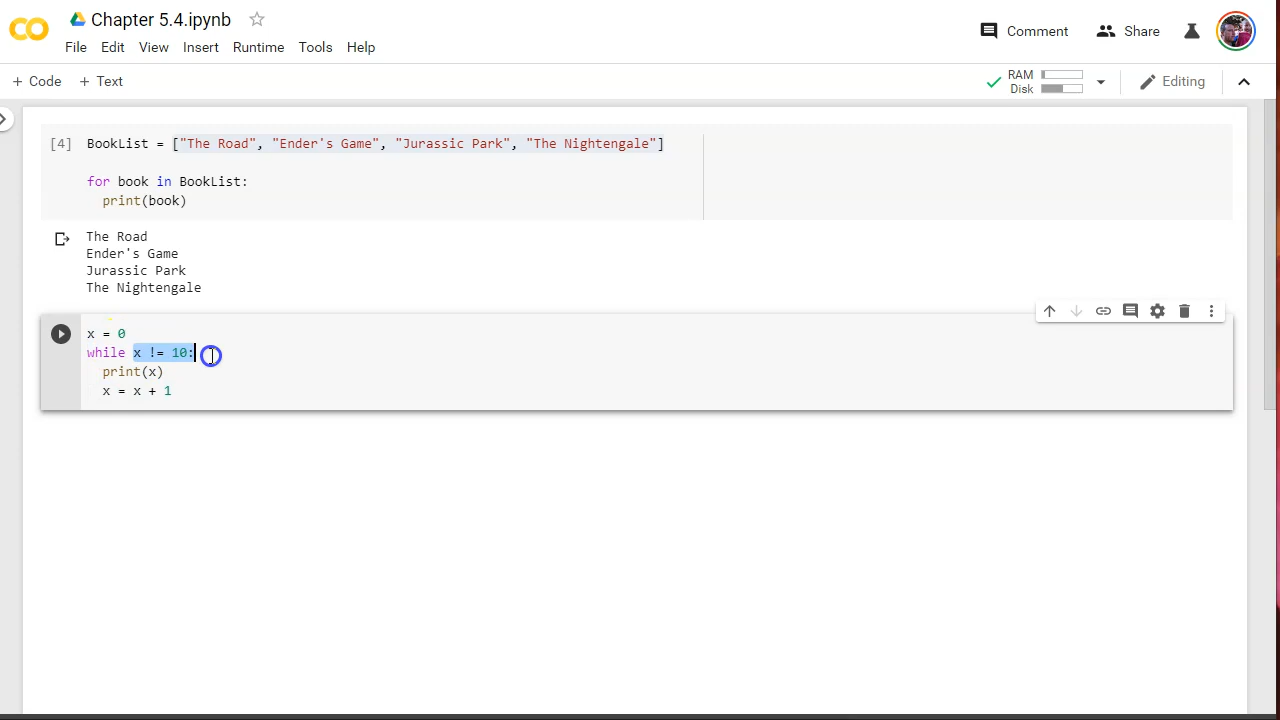 CO Chapter 5.4.ipynb
File Edit View Insert Runtime Tools Help
Comment Share
+ Code + Text
RAM
Disk
Editing
[4] BookList = ["The Road", "Ender's Game", "Jurassic Park", "The Nightengale"]
for book in BookList:
print(book)
The Road
Ender's Game
Jurassic Park
The Nightengale
x = 0
while x != 10:
print(x)
x = x + 1